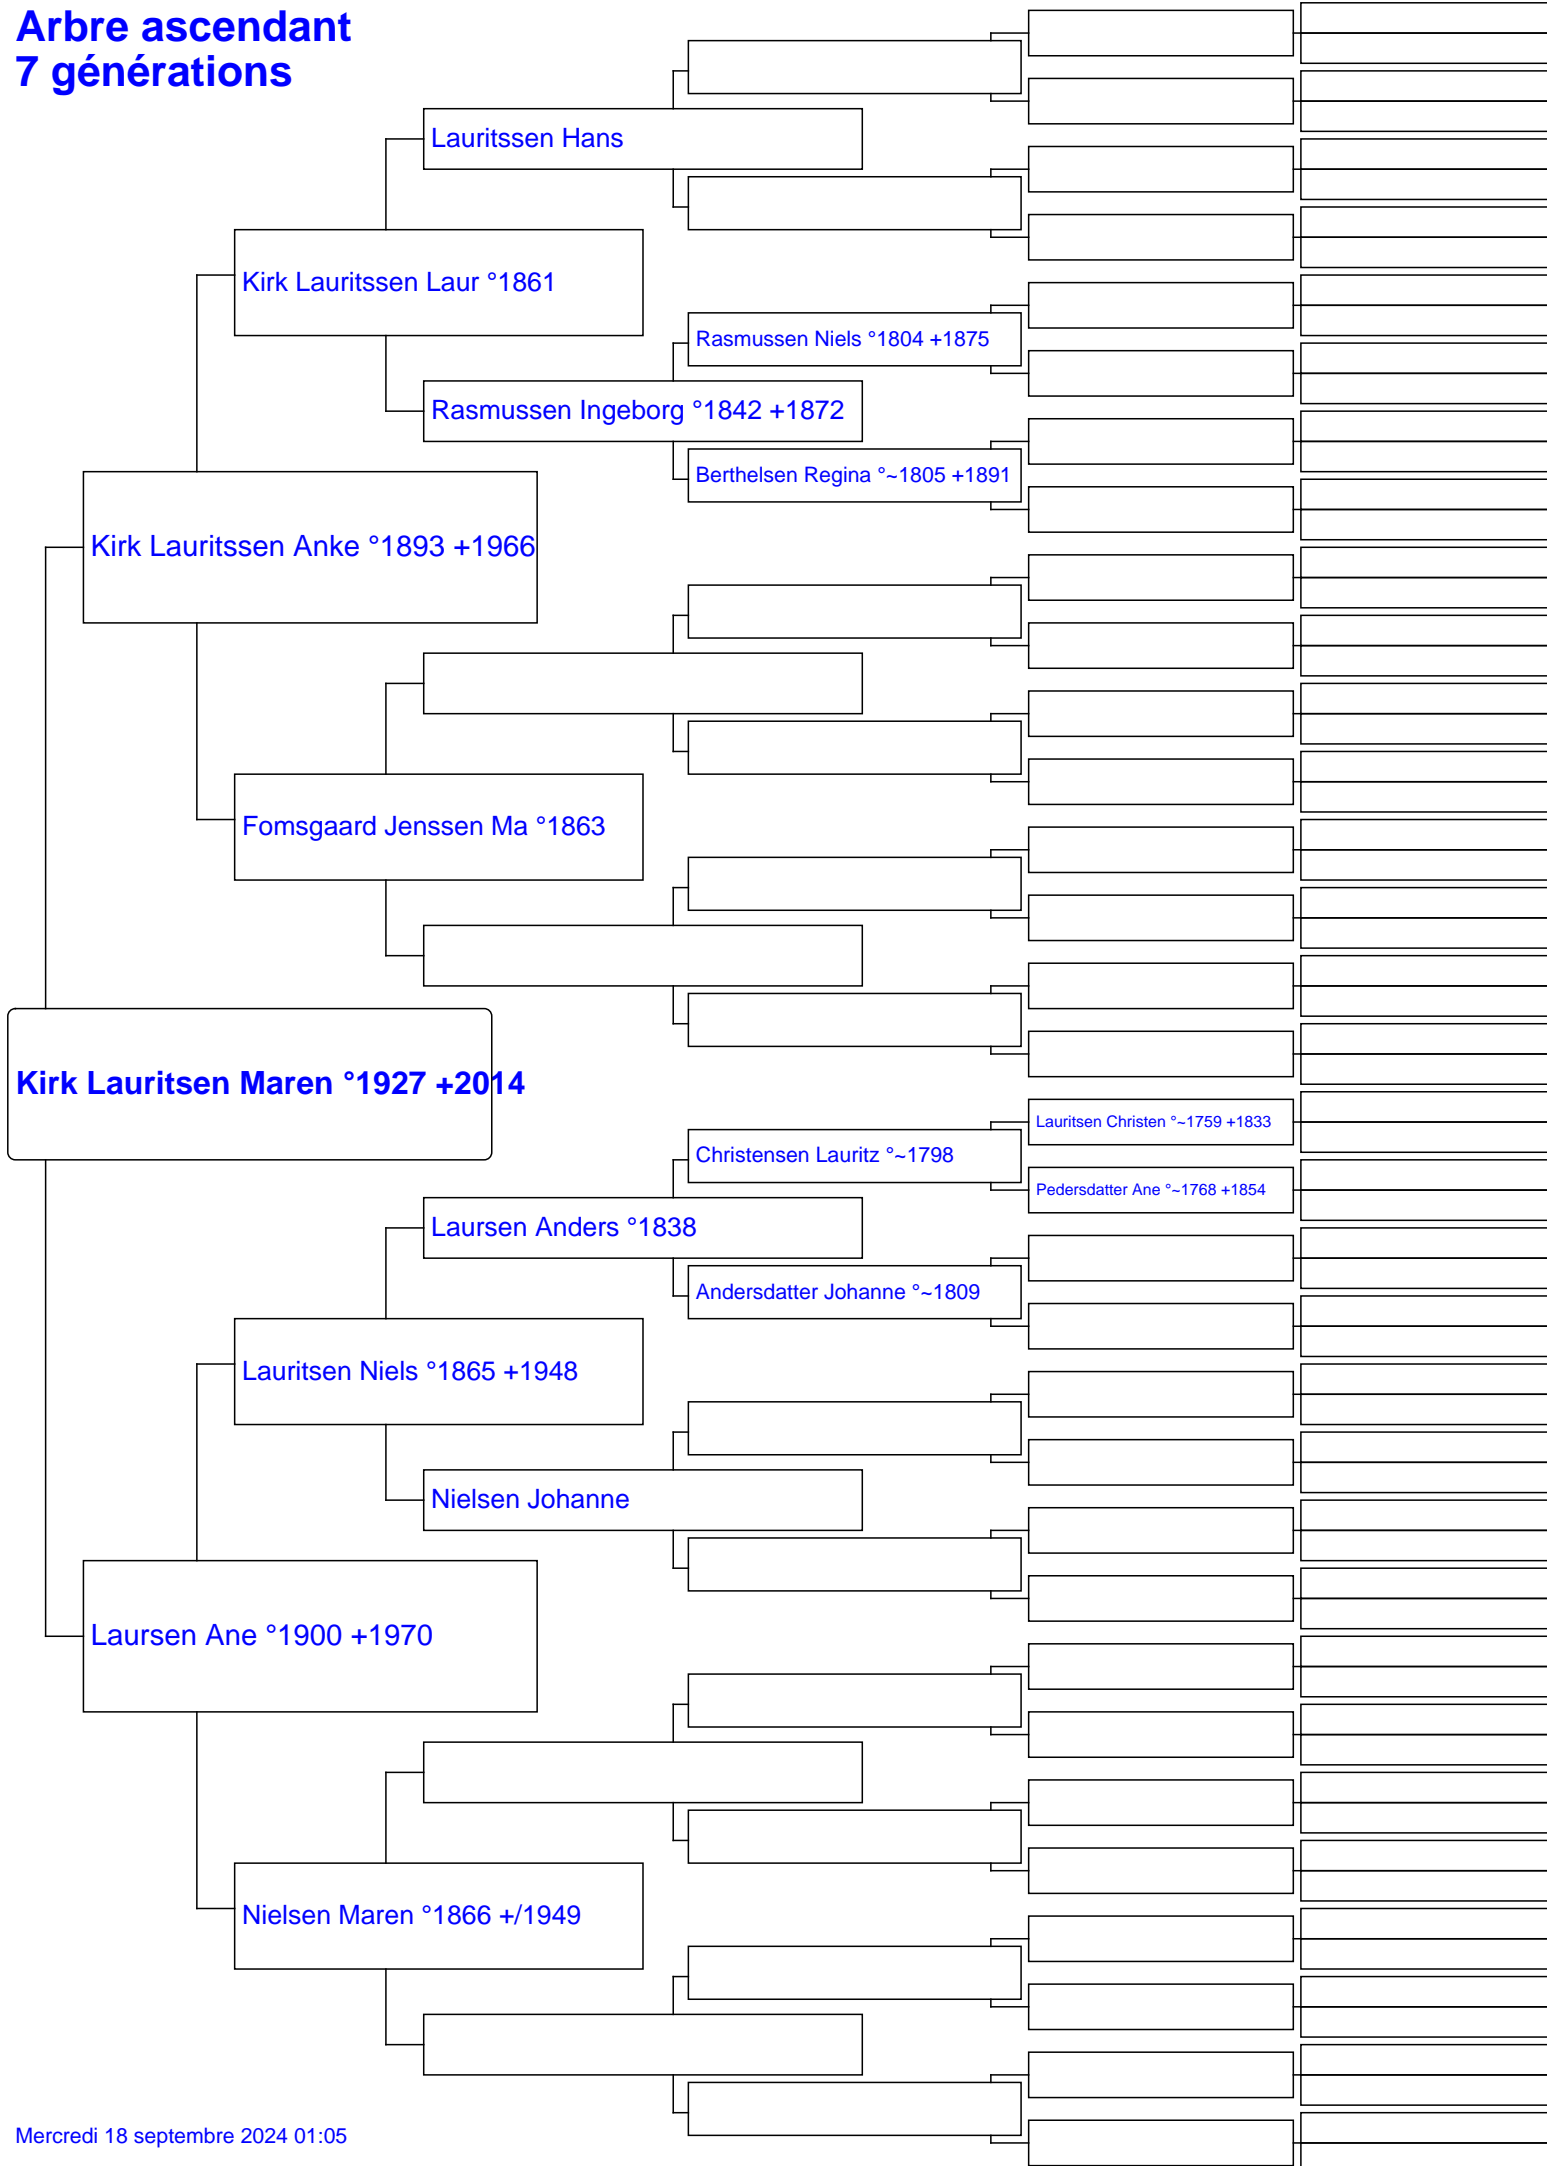 Arbre ascendant
7 générations
Lauritssen Hans
Kirk Lauritssen Laur °1861
Rasmussen Niels °1804 +1875
Rasmussen Ingeborg °1842 +1872
Berthelsen Regina °~1805 +1891
Kirk Lauritssen Anke °1893 +1966
Fomsgaard Jenssen Ma °1863
Kirk Lauritsen Maren °1927 +2014
Lauritsen Christen °~1759 +1833
Christensen Lauritz °~1798
Pedersdatter Ane °~1768 +1854
Laursen Anders °1838
Andersdatter Johanne °~1809
Lauritsen Niels °1865 +1948
Nielsen Johanne
Laursen Ane °1900 +1970
Nielsen Maren °1866 +/1949
Mercredi 18 septembre 2024 01:05